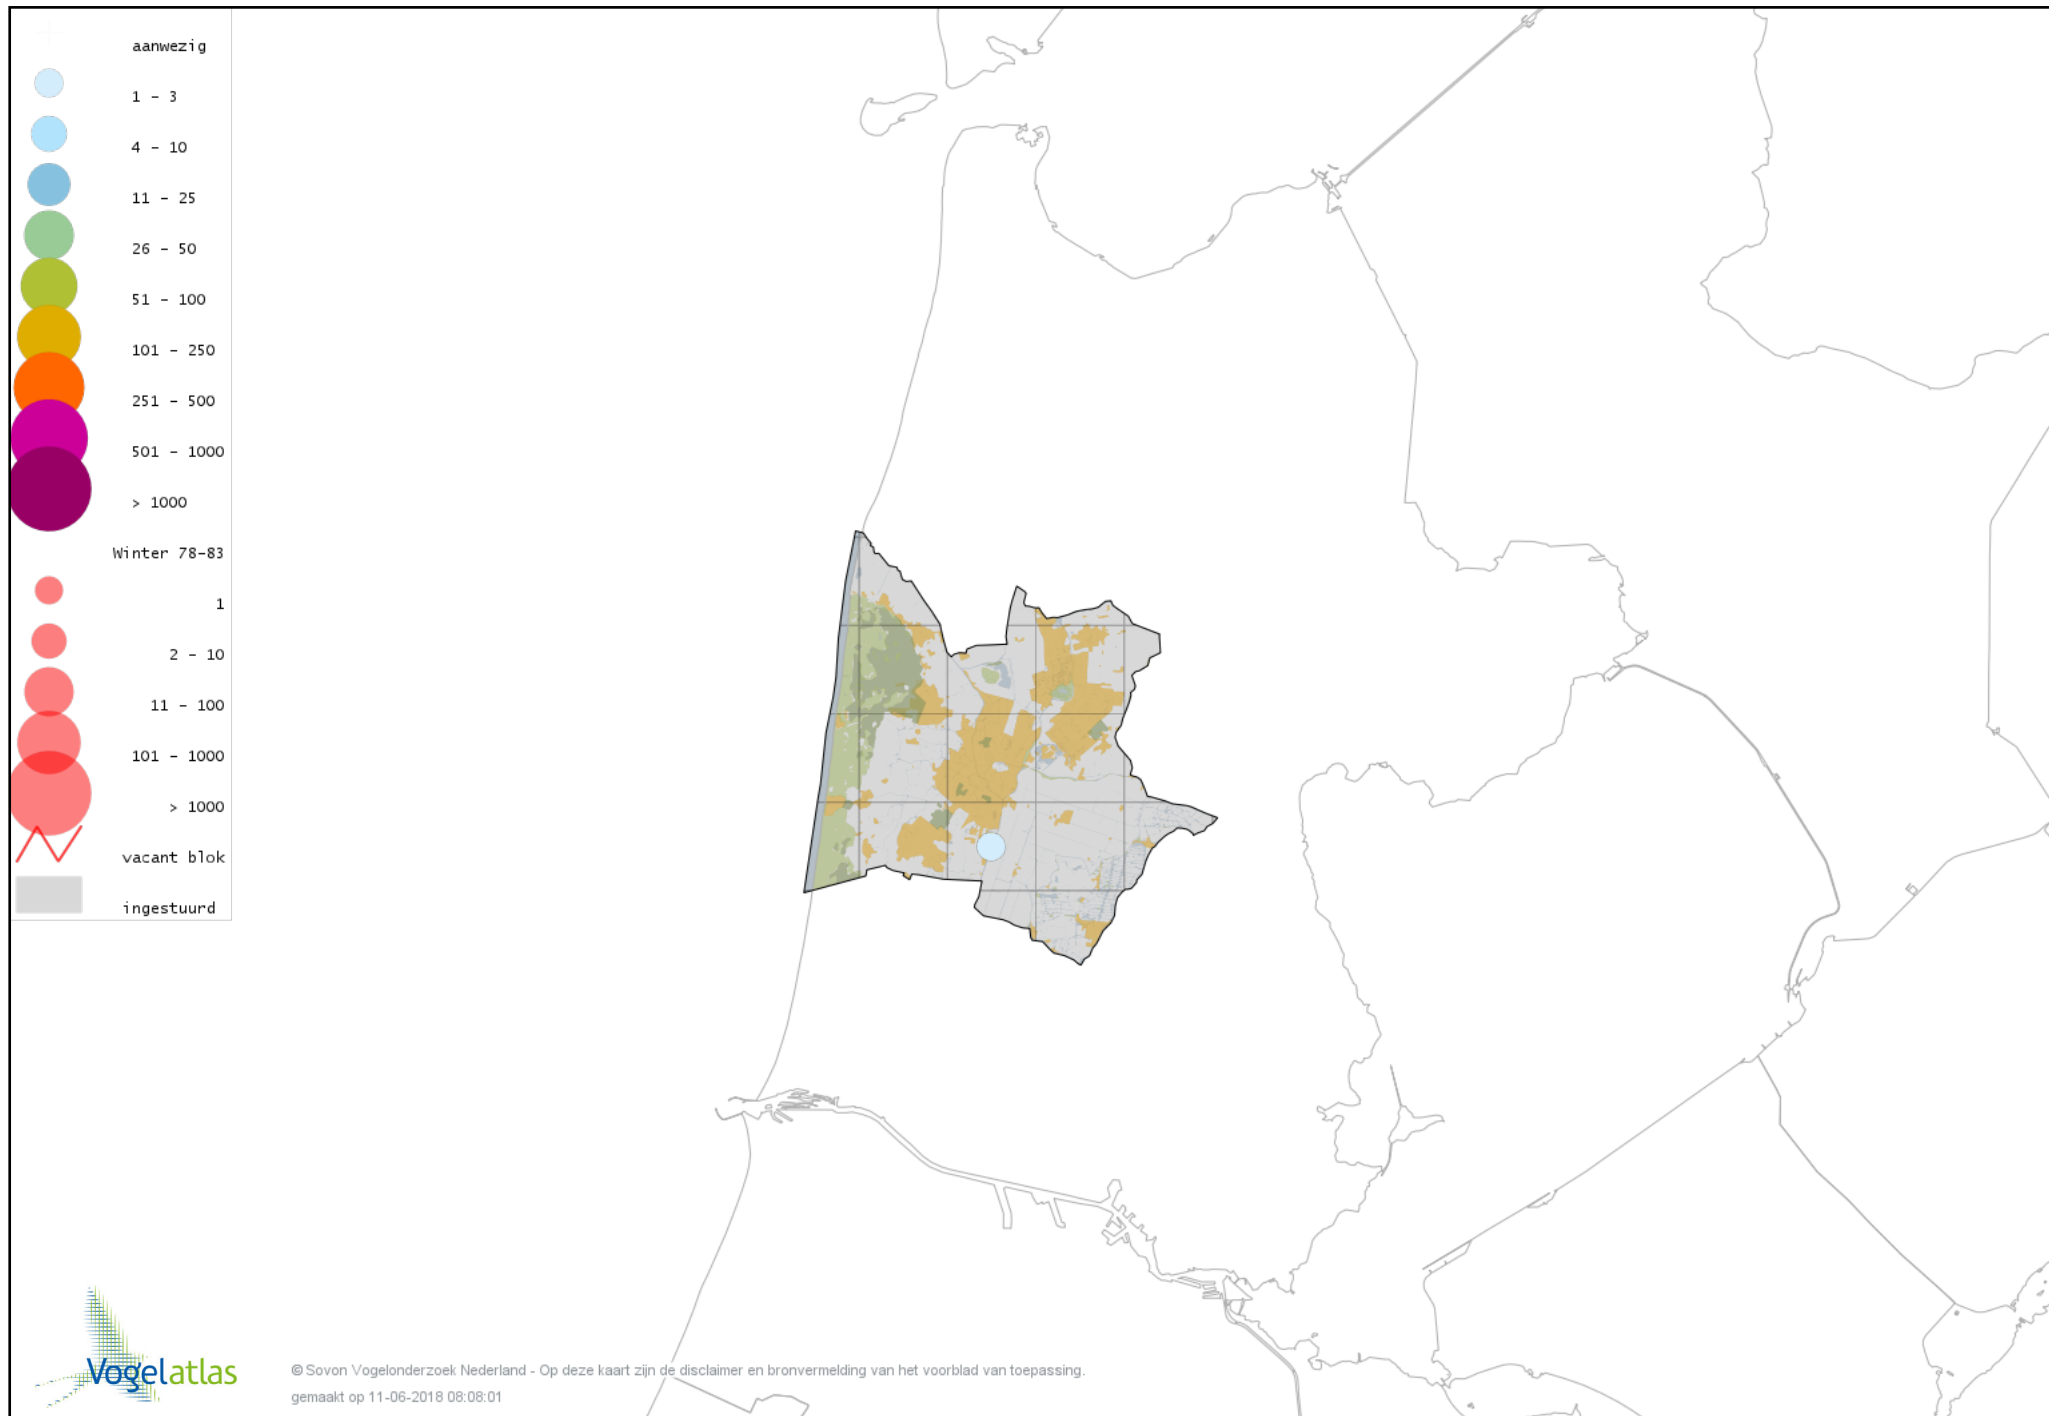 aanwezig
1 - 3
4 - 10
11 - 25
26 - 50
51 - 100
101 - 250
251 - 500
501 - 1000
> 1000
Winter 78-83
1
2 - 10
11 - 100
101 - 1000
> 1000
vacant blok
ingestuurd
Vogelatlas
© Sovon Vogelonderzoek Nederland - Op deze kaart zijn de disclaimer en bronvermelding van het voorblad van toepassing.
gemaakt op 11-06-2018 08:08:01